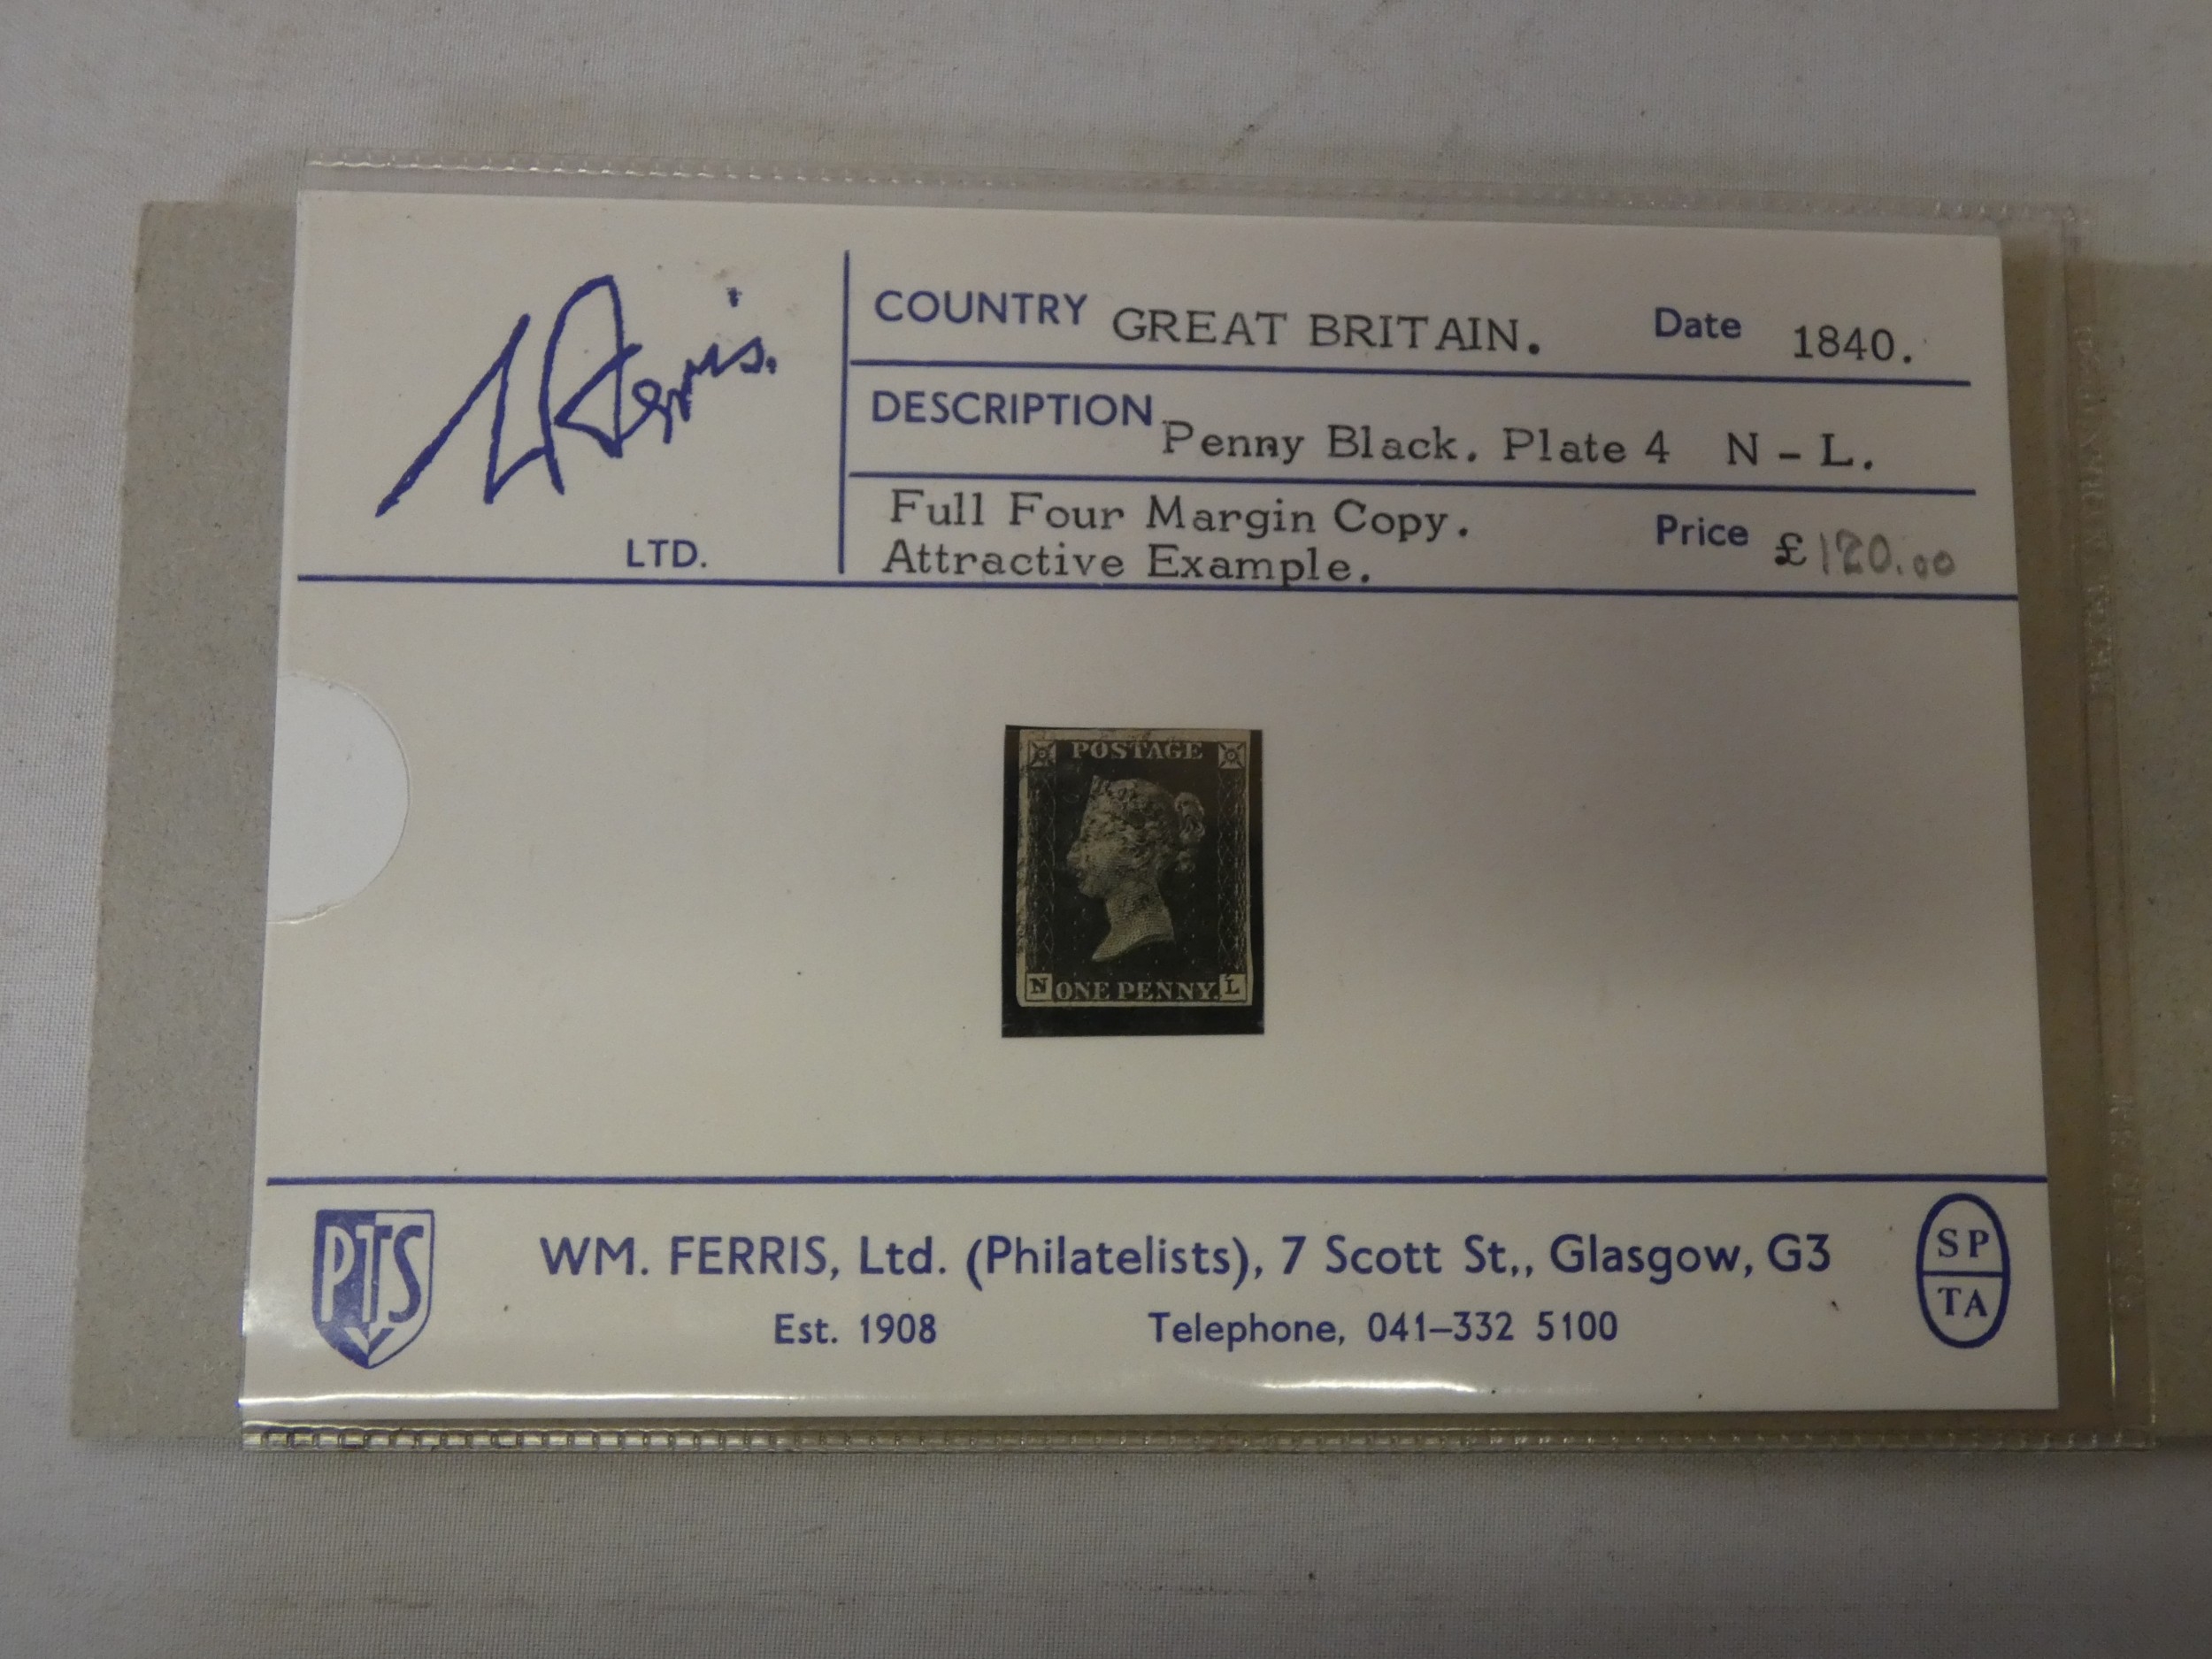 W Ferris.
LTD.
COUNTRY GREAT BRITAIN. Date 1840.
DESCRIPTION Penny Black. Plate 4 N - L.
Full Four Margin Copy. Price £120.00
Attractive Example.
POSTAGE
N ONE PENNY. L
PTS
WM. FERRIS, Ltd. (Philatelists), 7 Scott St,, Glasgow, G3
Est. 1908 Telephone, 041–332 5100
SP
TA